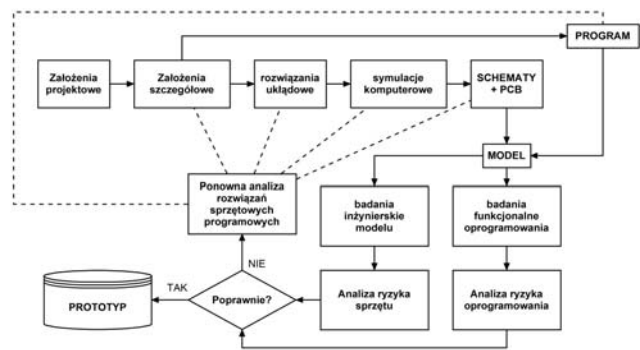 PROGRAM
Założenia
projektowe
Założenia
szczegółowe
rozwiązania
układowe
symulacje
komputerowe
SCHEMATY
+ PCB
MODEL
Ponowna analiza
rozwiązań
sprzętowych
programowych
badania
inżynierskie
modelu
badania
funkcjonalne
oprogramowania
NIE
TAK
PROTOTYP
Poprawnie?
Analiza ryzyka
sprzętu
Analiza ryzyka
oprogramowania